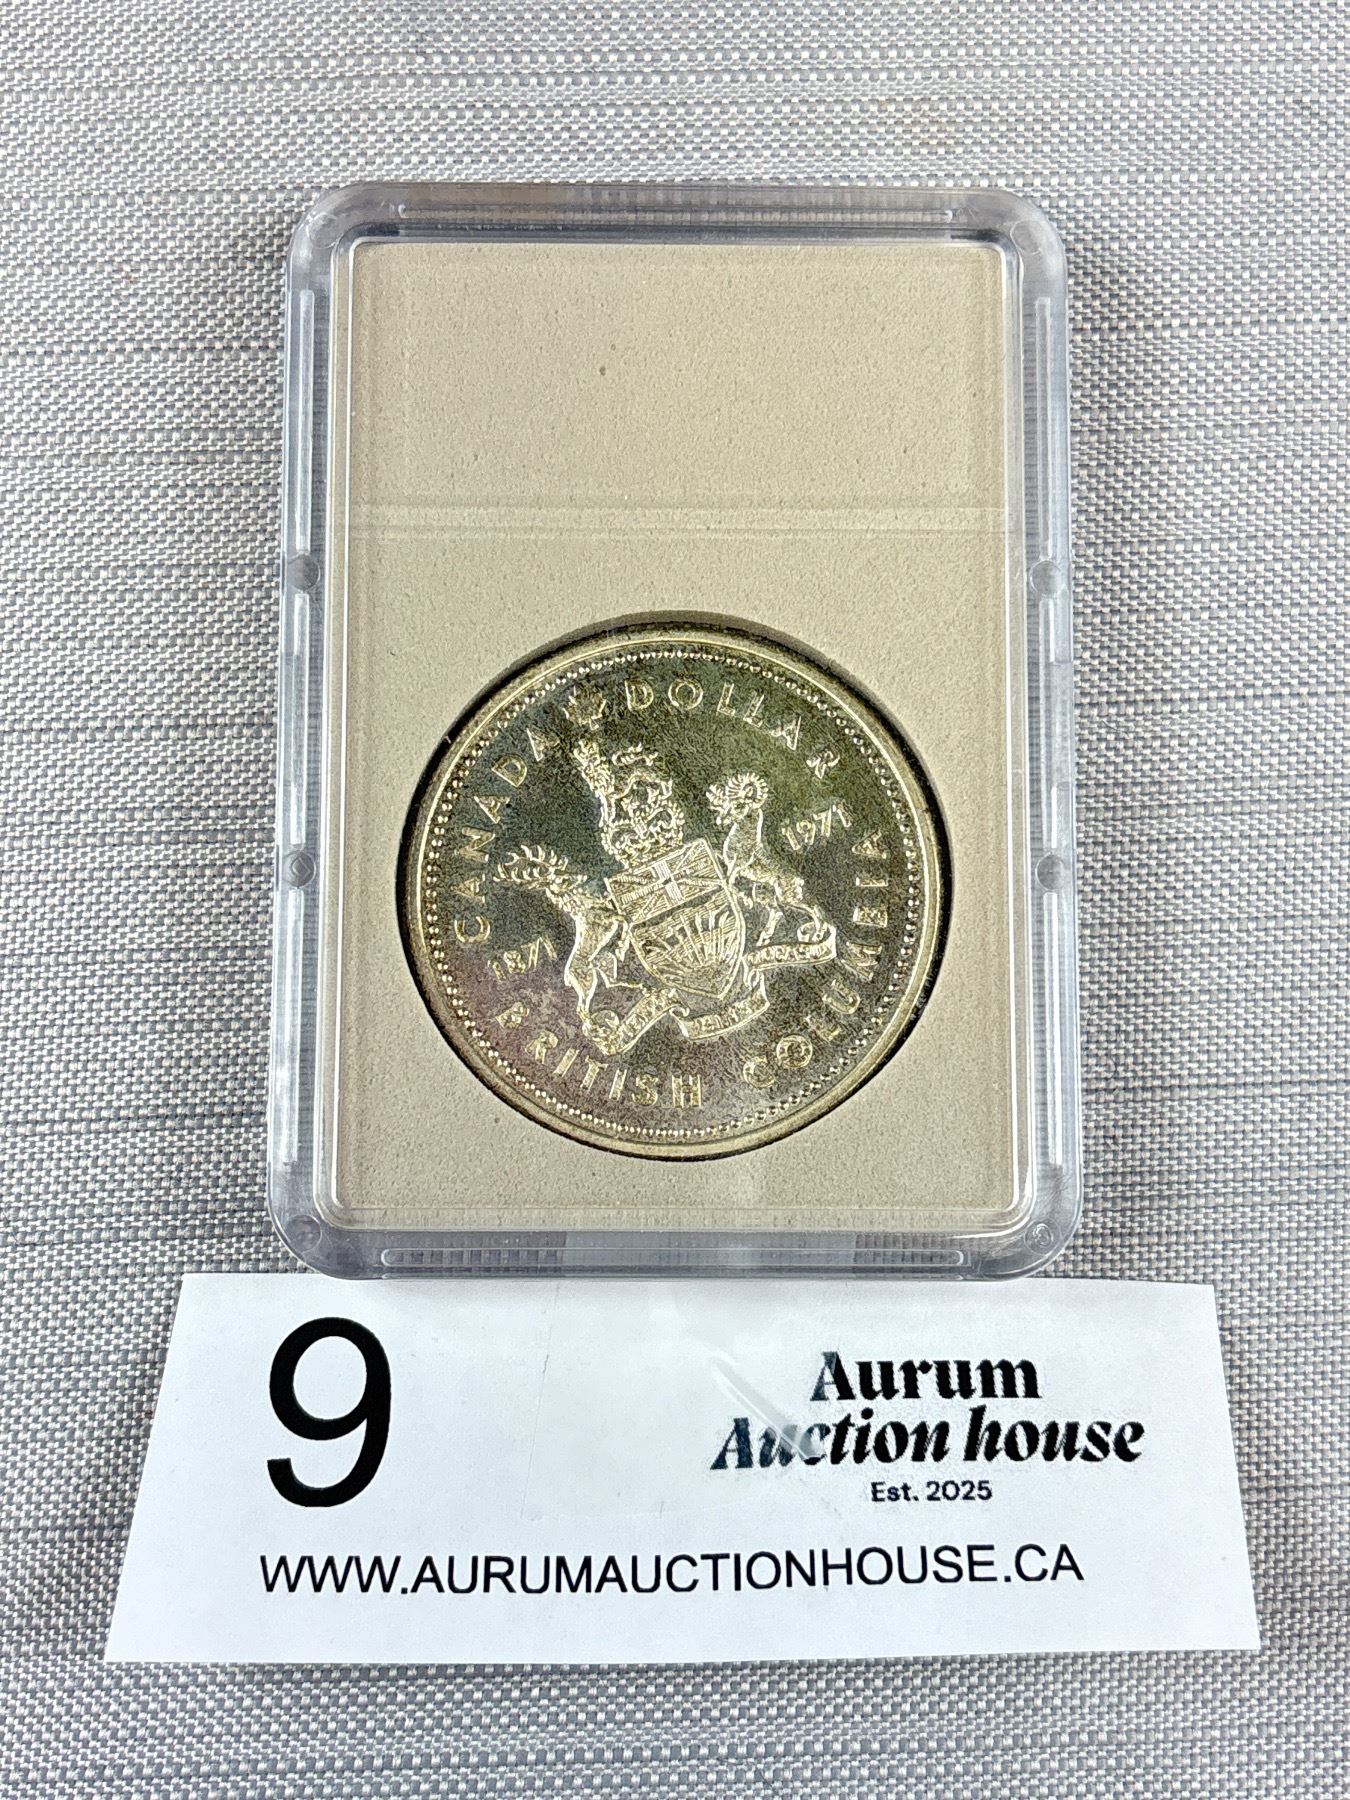 CANADA DOLLAR
1871 1971
BRITISH COLUMBIA
9
Aurum
Auction house
Est. 2025
WWW.AURUMAUCTIONHOUSE.CA